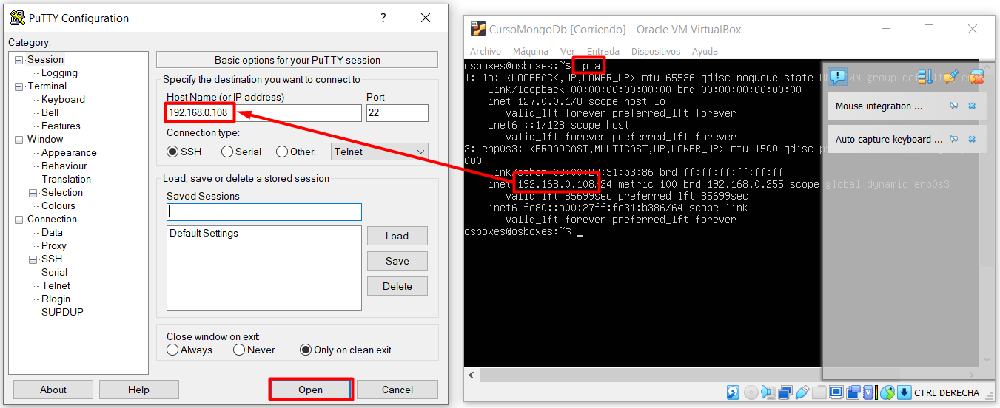 PuTTY Configuration
?
Category:
Session
Logging
Terminal
Keyboard
Bell
Features
Window
Appearance
Behaviour
Translation
Selection
Colours
Connection
Data
Proxy
SSH
Serial
Telnet
Rlogin
SUPDUP
Basic options for your PuTTY session
Specify the destination you want to connect to
Host Name (or IP address) Port
192.168.0.108 22
Connection type:
SSH Serial Other: Telnet
Load, save or delete a stored session
Saved Sessions
Default Settings
Load
Save
Delete
Close window on exit:
Always Never Only on clean exit
About Help Open Cancel
CursoMongoDb [Corriendo] - Oracle VM VirtualBox
Archivo Máquina Ver Entrada Dispositivos Ayuda
osboxes@osboxes:~$ ip a
1: lo: <LOOPBACK,UP,LOWER_UP> mtu 65536 qdisc noqueue state group
link/loopback 00:00:00:00:00:00 brd 00:00:00:00:00:00
inet 127.0.0.1/8 scope host lo
valid_lft forever preferred_lft forever
inet6 ::1/128 scope host
valid_lft forever preferred_lft forever
2: enp0s3: <BROADCAST,MULTICAST,UP,LOWER_UP> mtu 1500 qdisc
000
link/ether 08:00:27:31:b3:86 brd ff:ff:ff:ff:ff:ff
inet 192.168.0.108/24 metric 100 brd 192.168.0.255 scope global dynamic enp0s3
valid_lft 85699sec preferred_lft 85699sec
inet6 fe80::a00:27ff:fe31:b386/64 scope link
valid_lft forever preferred_lft forever
osboxes@osboxes:~$ _
Mouse integration ...
Auto capture keyboard ...
CTRL DERECHA